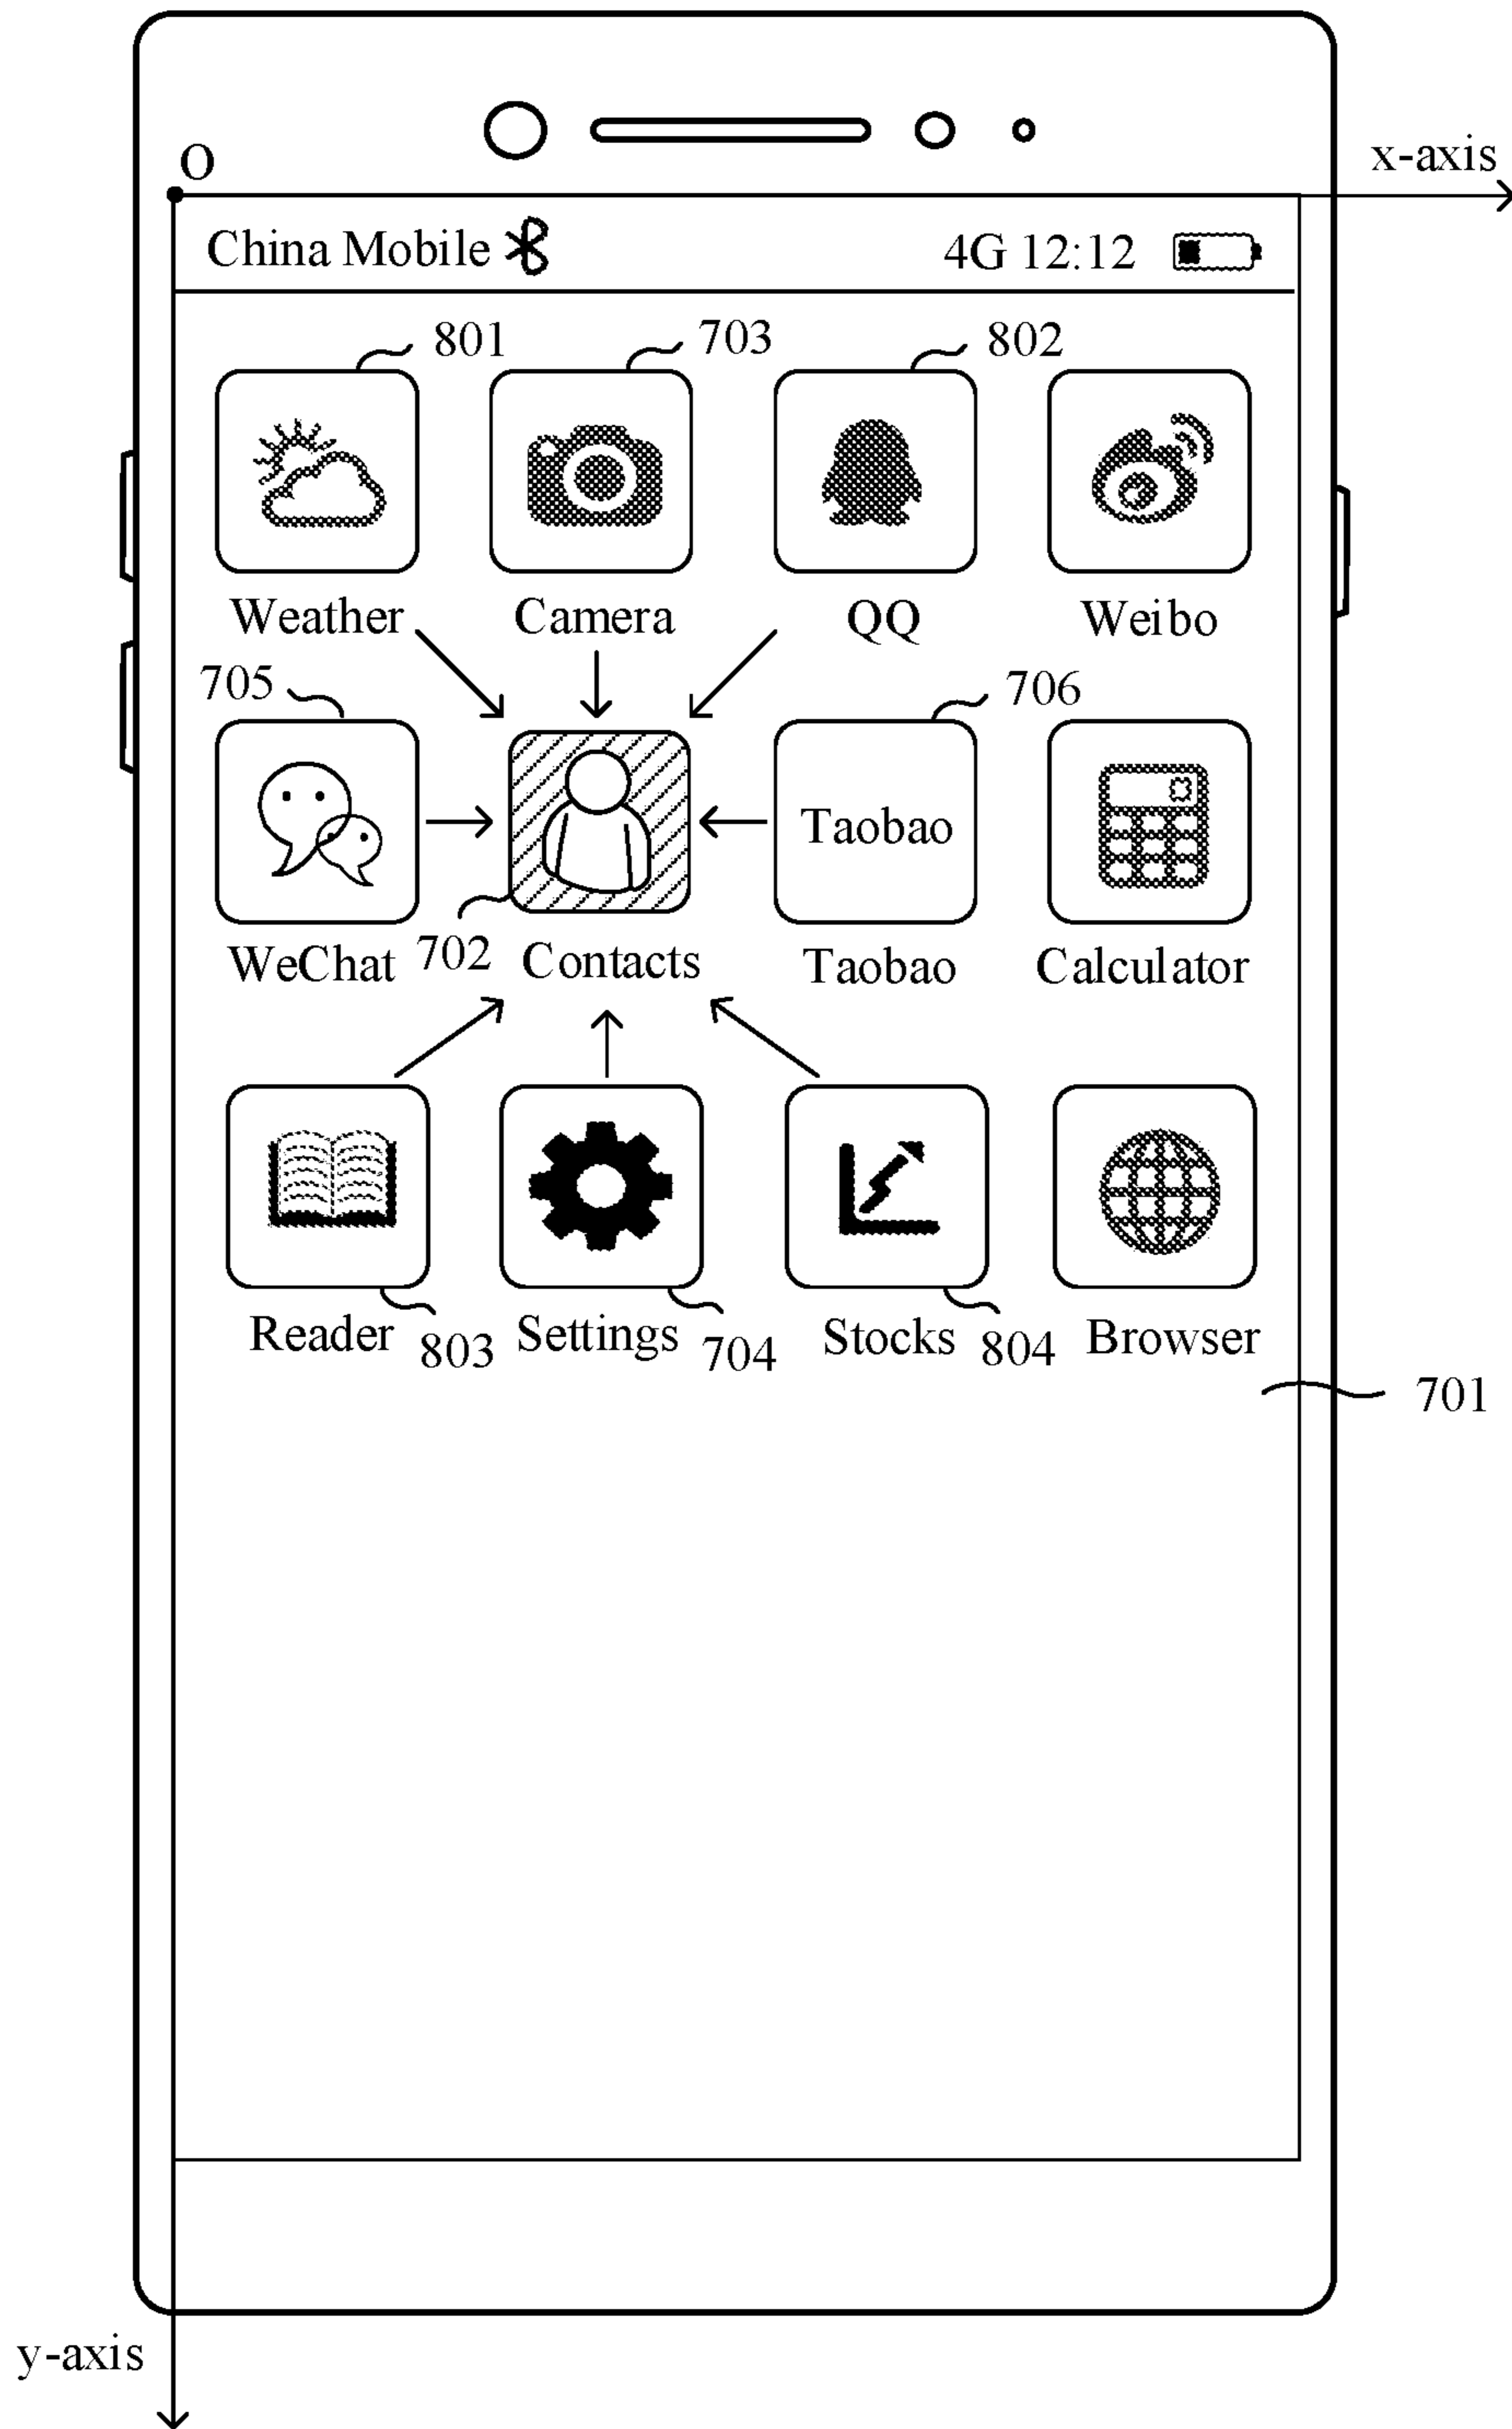 O
x-axis
China Mobile 4G 12:12
801 703 802
Weather Camera QQ Weibo
705 706
Taobao
WeChat 702 Contacts Taobao Calculator
Reader 803 Settings 704 Stocks 804 Browser
701
y-axis